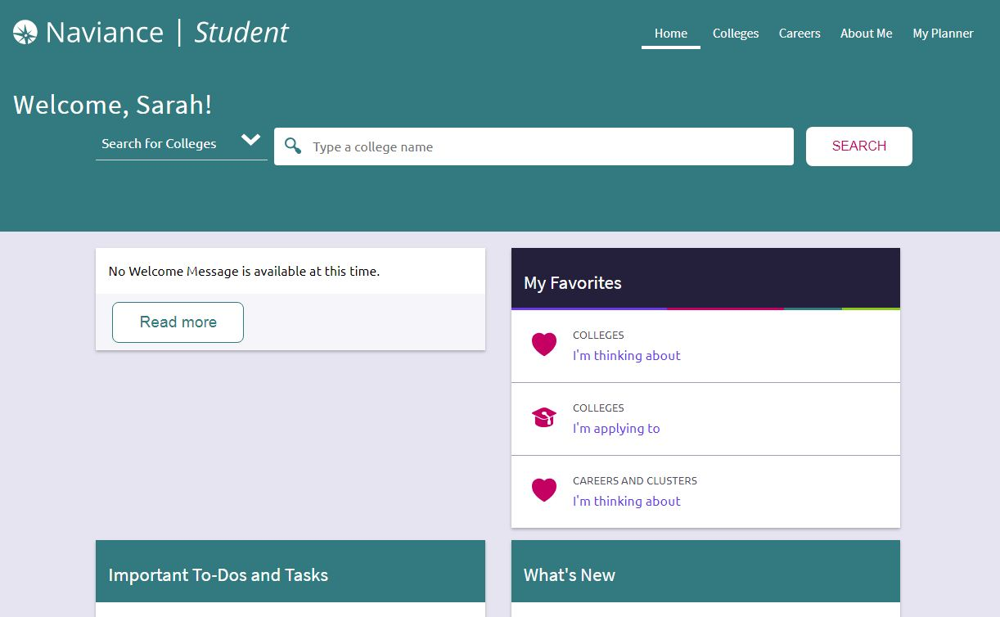 Naviance | Student
Home Colleges Careers About Me My Planner
Welcome, Sarah!
Search for Colleges
Type a college name
SEARCH
No Welcome Message is available at this time.
Read more
My Favorites
COLLEGES
I'm thinking about
COLLEGES
I'm applying to
CAREERS AND CLUSTERS
I'm thinking about
Important To-Dos and Tasks
What's New